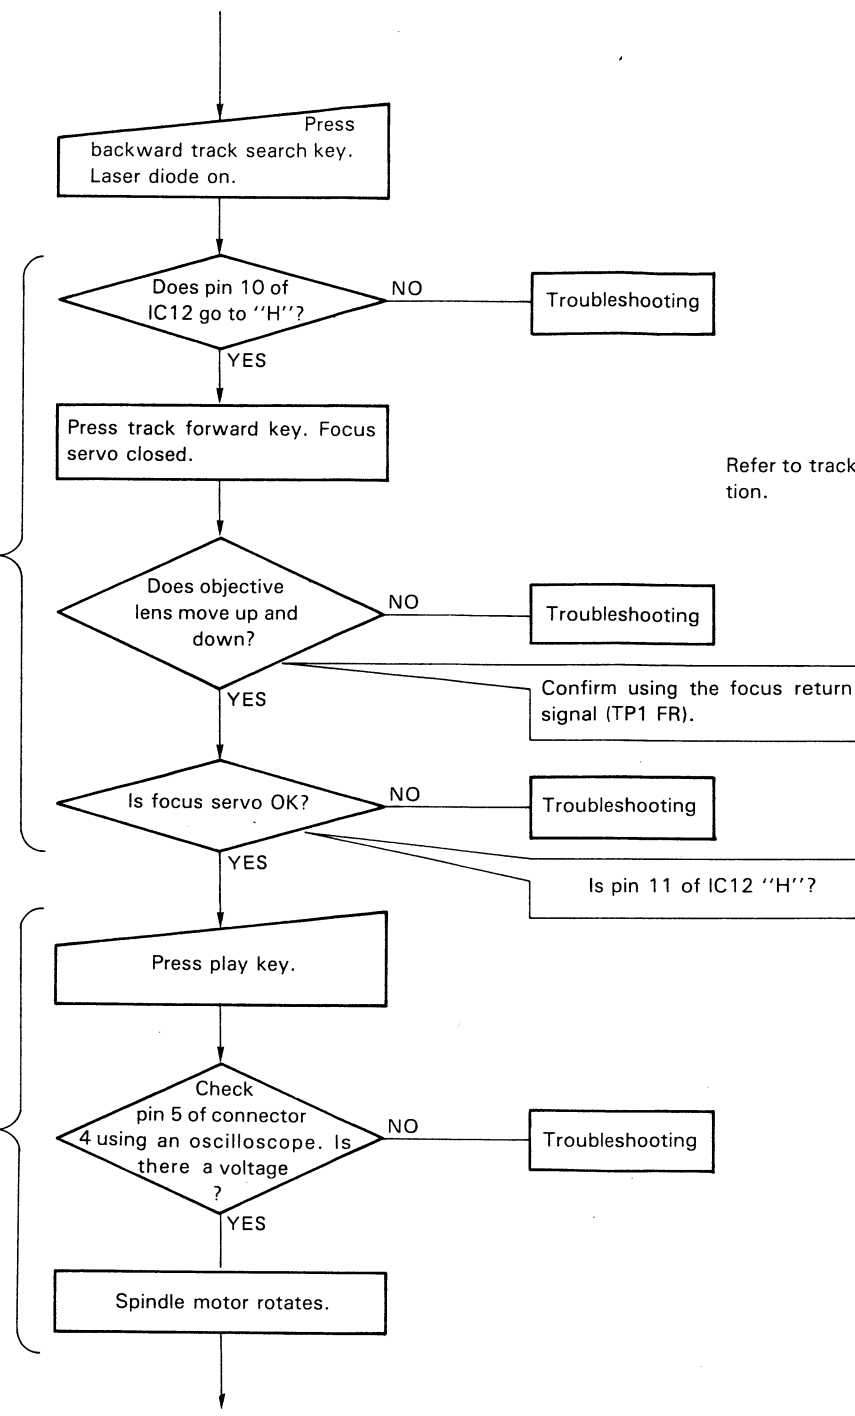 Press
backward track search key.
Laser diode on.
Does pin 10 of
IC12 go to ‘‘H’’?
NO
Troubleshooting
YES
Press track forward key. Focus
servo closed.
Refer to track
tion.
Does objective
lens move up and
down?
NO
Troubleshooting
YES
Confirm using the focus return
signal (TP1 FR).
Is focus servo OK?
NO
Troubleshooting
YES
Is pin 11 of IC12 ‘‘H’’?
Press play key.
Check
pin 5 of connector
4 using an oscilloscope. Is
there a voltage
?
NO
Troubleshooting
YES
Spindle motor rotates.